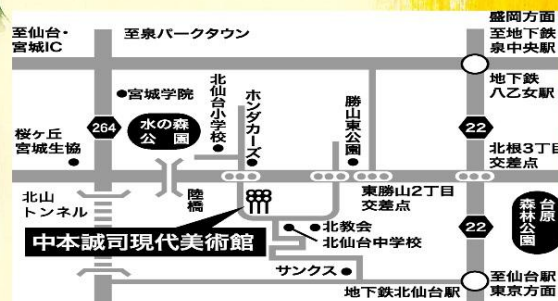 至仙台・
宮城IC
至泉パークタウン
盛岡方面
至地下鉄
泉中央駅
地下鉄
八乙女駅
宮城学院
水の森
公園
北仙台小学校
ホンダカーズ
勝山東公園
264
22
桜ヶ丘
宮城生協
北根3丁目
交差点
北山
トンネル
陸橋
東勝山2丁目
交差点
台原
森林公園
中本誠司現代美術館
北教会
北仙台中学校
22
サンクス
地下鉄北仙台駅
至仙台駅
東京方面